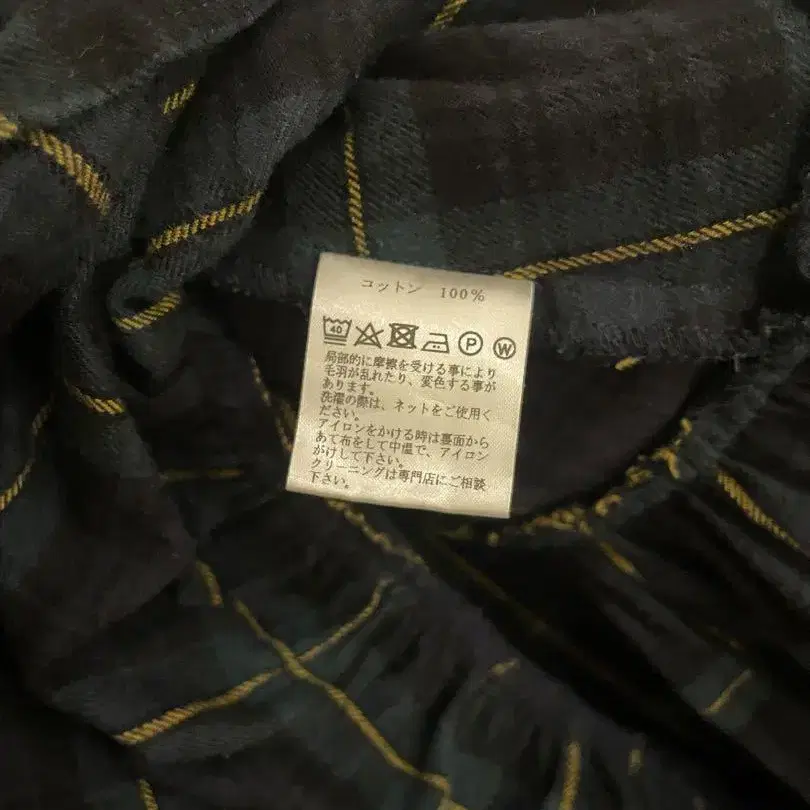 コットン 100%
40 P W
局部的に摩擦を受ける事により
毛羽が乱れたり、変色する事が
あります。
洗濯の際は、ネットをご使用く
ださい。
アイロンをかける時は裏面から
あて布をして中温で、アイロン
がけして下さい。
クリーニングは専門店にご相談
下さい。